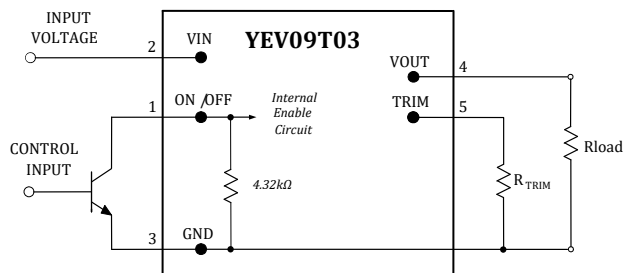 INPUT
VOLTAGE
2
VIN
YEV09T03
VOUT
4
1
ON /OFF
Internal
Enable
Circuit
TRIM
5
CONTROL
INPUT
4.32kΩ
R TRIM
Rload
3
GND